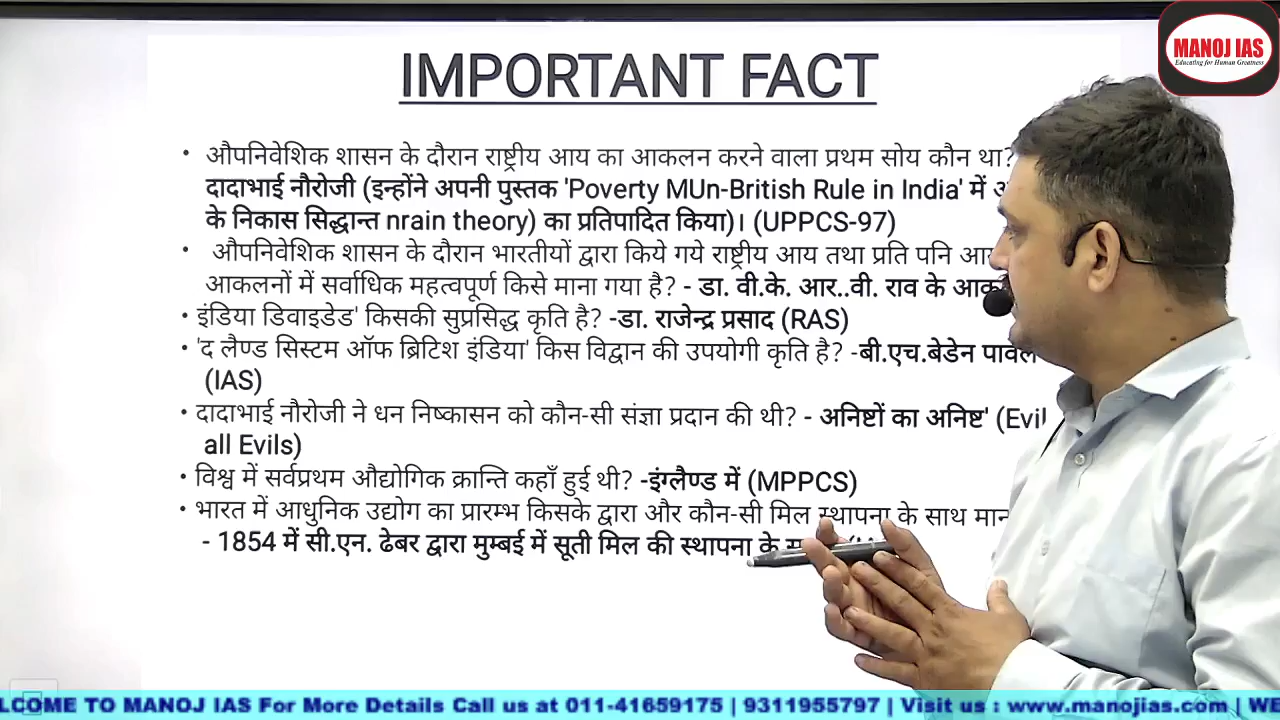 MANOJ IAS
Educating for Human Greatness
IMPORTANT FACT
• औपनिवेशिक शासन के दौरान राष्ट्रीय आय का आकलन करने वाला प्रथम सोय कौन था?
दादाभाई नौरोजी (इन्होंने अपनी पुस्तक 'Poverty MUn-British Rule in India' में
के निकास सिद्धान्त nrain theory) का प्रतिपादित किया)। (UPPCS-97)
• औपनिवेशिक शासन के दौरान भारतीयों द्वारा किये गये राष्ट्रीय आय तथा प्रति पनि
आकलनों में सर्वाधिक महत्वपूर्ण किसे माना गया है? - डा. वी.के. आर..वी. राव के
• इंडिया डिवाइडेड' किसकी सुप्रसिद्ध कृति है? -डा. राजेन्द्र प्रसाद (RAS)
• 'द लैण्ड सिस्टम ऑफ ब्रिटिश इंडिया' किस विद्वान की उपयोगी कृति है? -बी.एच.बेडेन पावेल
(IAS)
• दादाभाई नौरोजी ने धन निष्कासन को कौन-सी संज्ञा प्रदान की थी? - अनिष्टों का अनिष्ट'
all Evils)
• विश्व में सर्वप्रथम औद्योगिक क्रान्ति कहाँ हुई थी? -इंग्लैण्ड में (MPPCS)
• भारत में आधुनिक उद्योग का प्रारम्भ किसके द्वारा और कौन-सी मिल स्थापना के साथ
- 1854 में सी.एन. ढेबर द्वारा मुम्बई में सूती मिल की स्थापना के
LCOME TO MANOJ IAS For More Details Call us at 011-41659175 | 9311955797 | Visit us : www.manojias.com | WE